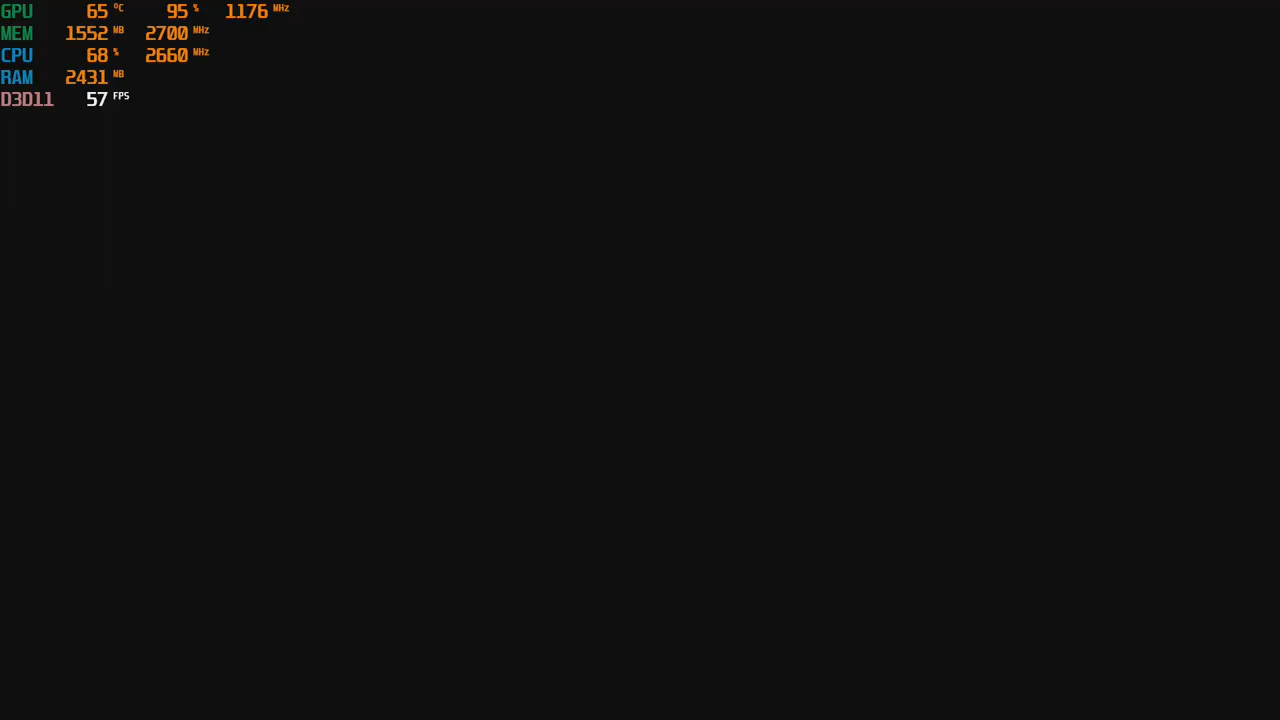 GPU 65 °C 95 % 1176 MHz
MEM 1552 MB 2700 MHz
CPU 68 % 2660 MHz
RAM 2431 MB
D3D11 57 FPS